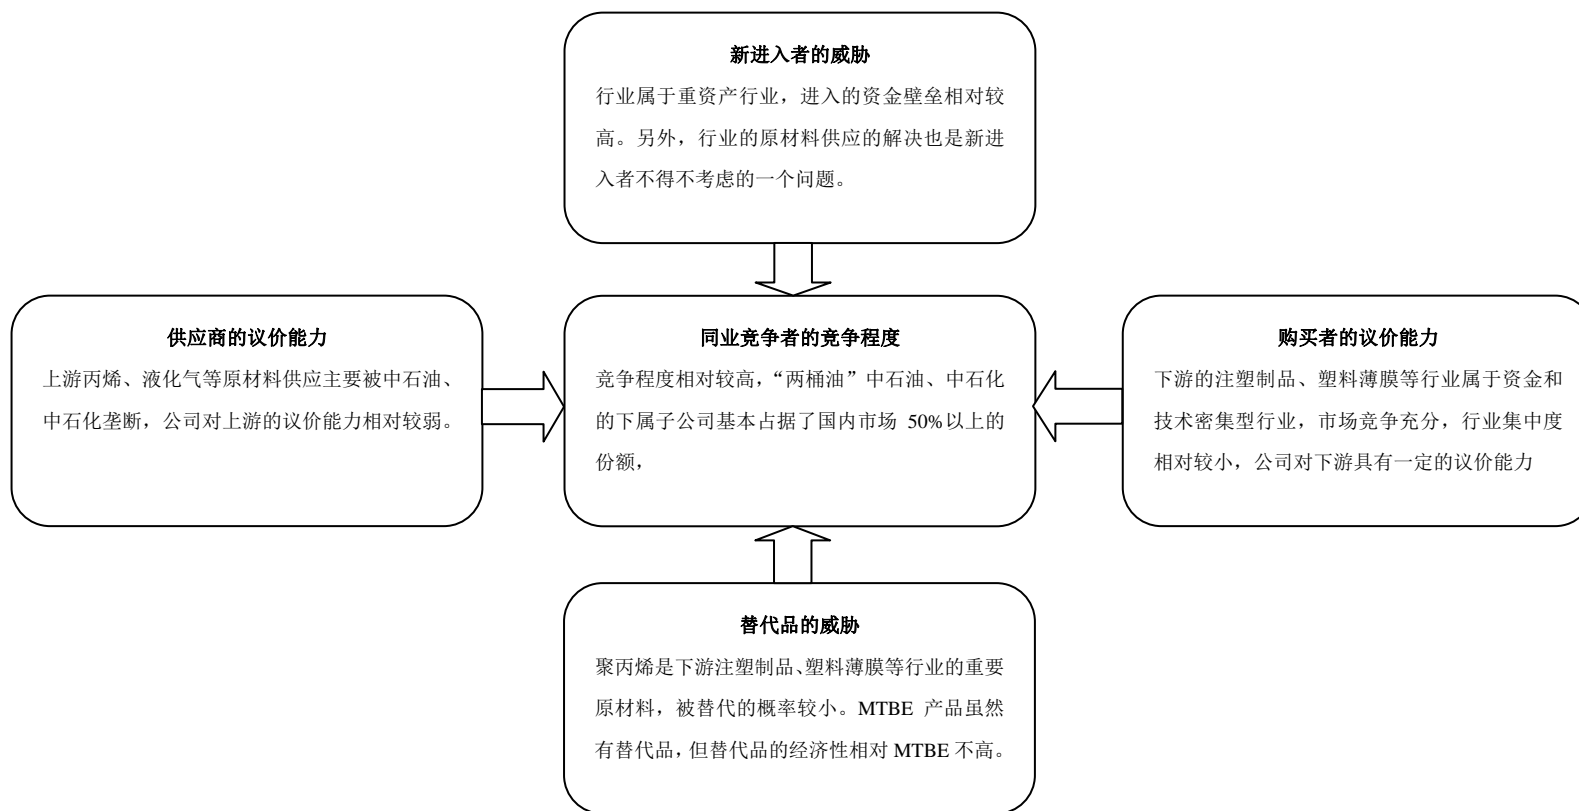 新进入者的威胁
行业属于重资产行业，进入的资金壁垒相对较
高。另外，行业的原材料供应的解决也是新进
入者不得不考虑的一个问题。
供应商的议价能力
上游丙烯、液化气等原材料供应主要被中石油、
中石化垄断，公司对上游的议价能力相对较弱。
同业竞争者的竞争程度
竞争程度相对较高，“两桶油”中石油、中石化
的下属子公司基本占据了国内市场 50%以上的
份额，
购买者的议价能力
下游的注塑制品、塑料薄膜等行业属于资金和
技术密集型行业，市场竞争充分，行业集中度
相对较小，公司对下游具有一定的议价能力
替代品的威胁
聚丙烯是下游注塑制品、塑料薄膜等行业的重要
原材料，被替代的概率较小。MTBE 产品虽然
有替代品，但替代品的经济性相对 MTBE 不高。